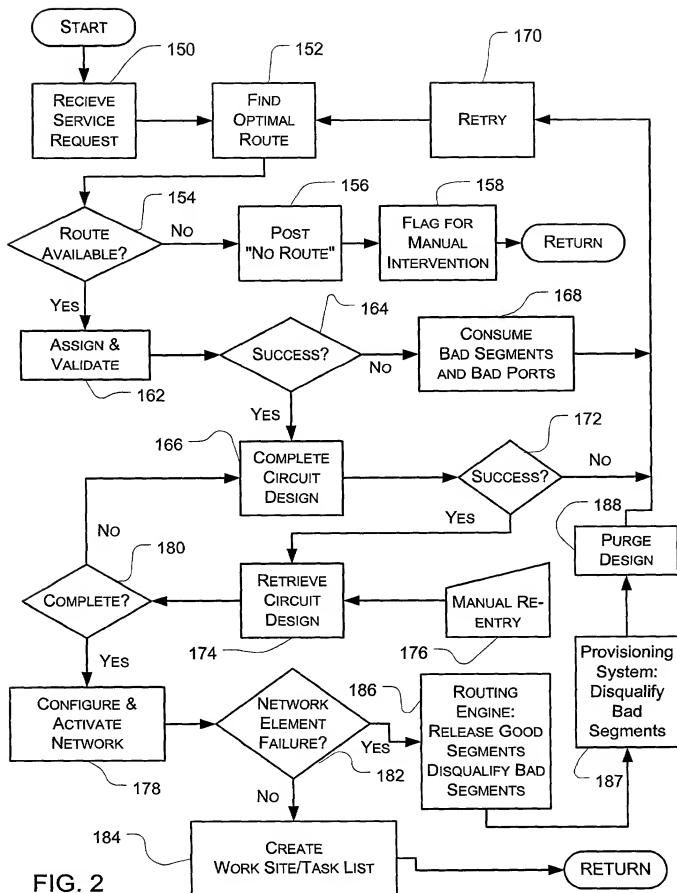 START
150
152
170
RECIEVE
SERVICE
REQUEST
FIND
OPTIMAL
ROUTE
RETRY
154
156
158
ROUTE
AVAILABLE?
NO
POST
"NO ROUTE"
FLAG FOR
MANUAL
INTERVENTION
RETURN
YES
164
168
ASSIGN &
VALIDATE
162
SUCCESS?
NO
CONSUME
BAD SEGMENTS
AND BAD PORTS
YES
166
172
COMPLETE
CIRCUIT
DESIGN
SUCCESS?
NO
YES
188
PURGE
DESIGN
NO
180
COMPLETE?
RETRIEVE
CIRCUIT
DESIGN
174
MANUAL RE-
ENTRY
176
YES
Provisioning
System:
Disqualify
Bad
Segments
187
CONFIGURE &
ACTIVATE
NETWORK
178
NETWORK
ELEMENT
FAILURE?
182
YES
186
ROUTING
ENGINE:
RELEASE GOOD
SEGMENTS
DISQUALIFY BAD
SEGMENTS
NO
184
CREATE
WORK SITE/TASK LIST
RETURN
FIG. 2